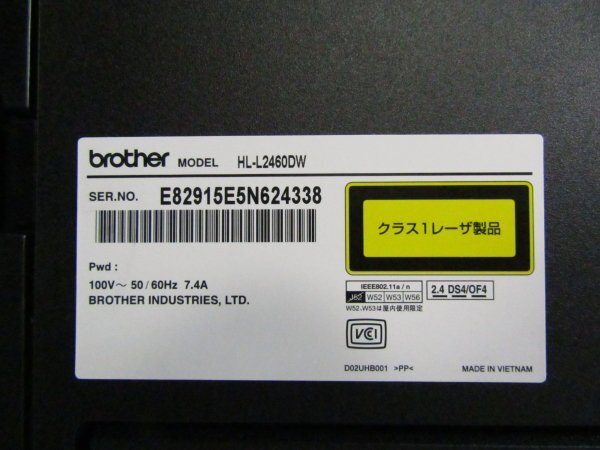 brother MODEL HL-L2460DW
SER.NO. E82915E5N624338
クラス1レーザ製品
Pwd :
100V～ 50/60Hz 7.4A
BROTHER INDUSTRIES, LTD.
IEEE802.11a/n
J52 W52 W53 W56
W52.W53は屋内使用限定
2.4 DS4/OF4
VCCI
D02UHB001 >PP<
MADE IN VIETNAM